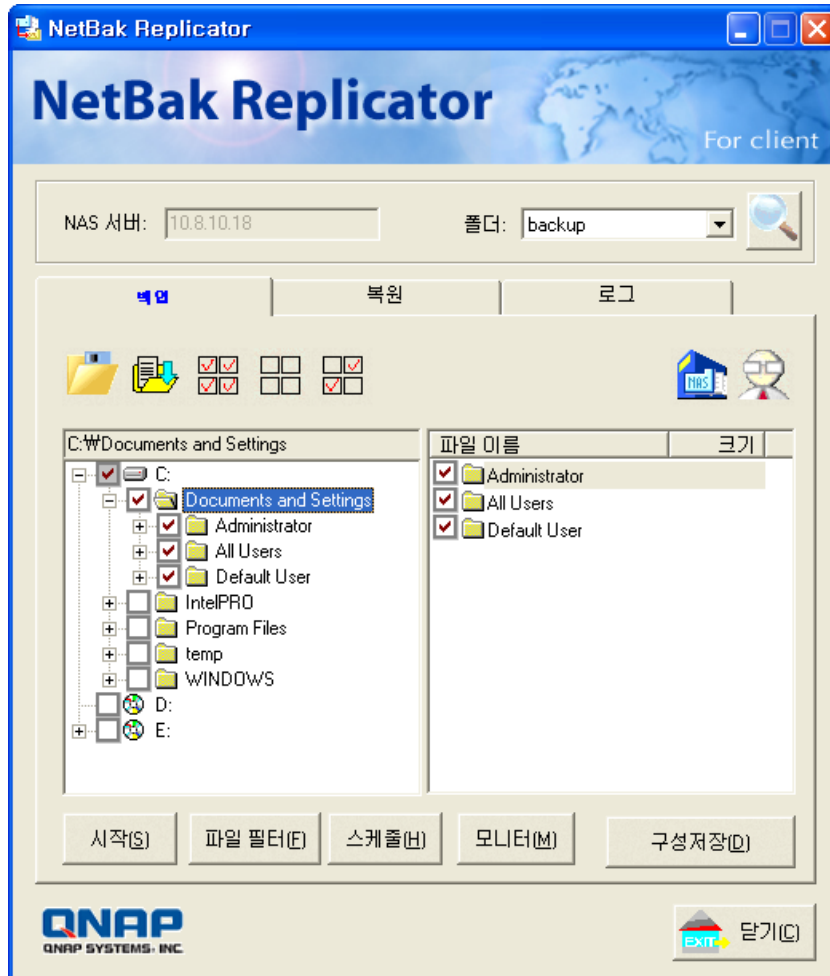 NetBak Replicator
NetBak Replicator
For client
NAS 서버: 10.8.10.18 폴더: backup
백업 복원 로그
NAS
C:₩Documents and Settings
C:
Documents and Settings
Administrator
All Users
Default User
IntelPRO
Program Files
temp
WINDOWS
D:
E:
파일 이름 크기
Administrator
All Users
Default User
시작(S) 파일 필터(F) 스케줄(H) 모니터(M) 구성저장(D)
QNAP
QNAP SYSTEMS, INC.
EXIT 닫기(C)